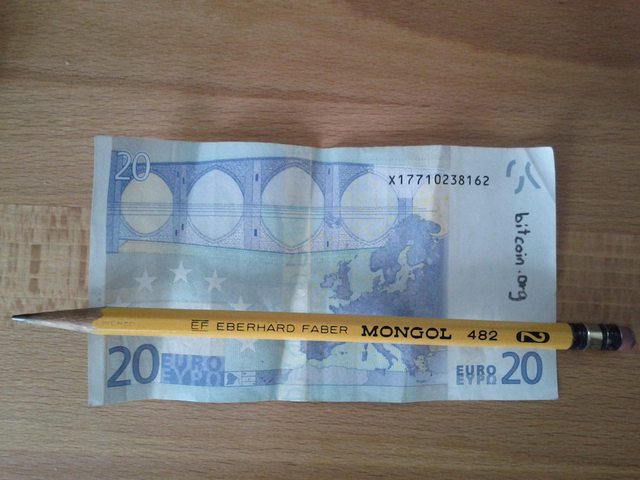 20
X17710238162
bitcoin.org
EF EBERHARD FABER MONGOL 482 2
20 EURO
ΕΥΡΩ
EURO
ΕΥΡΩ 20